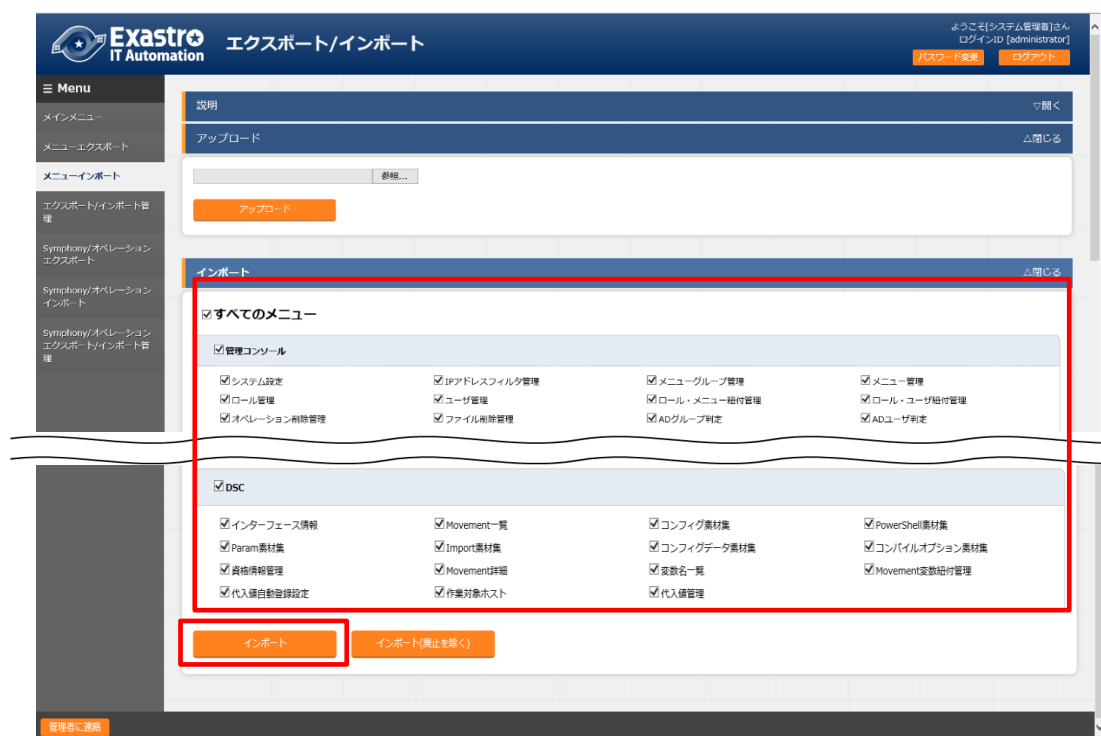 Exastro
IT Automation
エクスポート/インポート
ようこそ[システム管理者]さん
ログインID [administrator]
パスワード変更 ログアウト
≡ Menu
メインメニュー
メニューエクスポート
メニューインポート
エクスポート/インポート管
理
Symphony/オペレーション
エクスポート
Symphony/オペレーション
インポート
Symphony/オペレーション
エクスポート/インポート管
理
説明 ▽開く
アップロード △閉じる
参照...
アップロード
インポート △閉じる
すべてのメニュー
管理コンソール
システム設定 IPアドレスフィルタ管理 メニューグループ管理 メニュー管理
ロール管理 ユーザ管理 ロール・メニュー紐付管理 ロール・ユーザ紐付管理
オペレーション削除管理 ファイル削除管理 ADグループ判定 ADユーザ判定
DSC
インターフェース情報 Movement一覧 コンフィグ素材集 PowerShell素材集
Param素材集 Import素材集 コンフィグデータ素材集 コンパイルオプション素材集
資格情報管理 Movement詳細 変数名一覧 Movement変数紐付管理
代入値自動登録設定 作業対象ホスト 代入値管理
インポート インポート(廃止を除く)
管理者に連絡